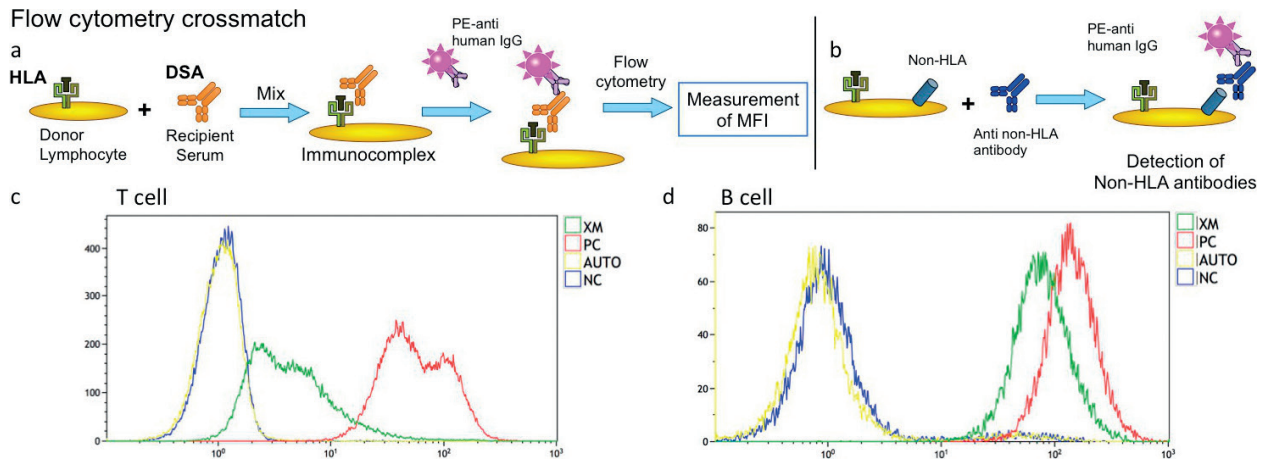 Flow cytometry crossmatch
a
HLA
Donor
Lymphocyte
+
DSA
Recipient
Serum
Mix
Immunocomplex
PE-anti
human IgG
Flow
cytometry
Measurement
of MFI
b
Non-HLA
+
Anti non-HLA
antibody
PE-anti
human IgG
Detection of
Non-HLA antibodies
c T cell
400
300
200
100
0
10⁰ 10¹ 10² 10³
XM
PC
AUTO
NC
d B cell
80
60
40
20
0
10⁰ 10¹ 10² 10³
XM
PC
AUTO
NC